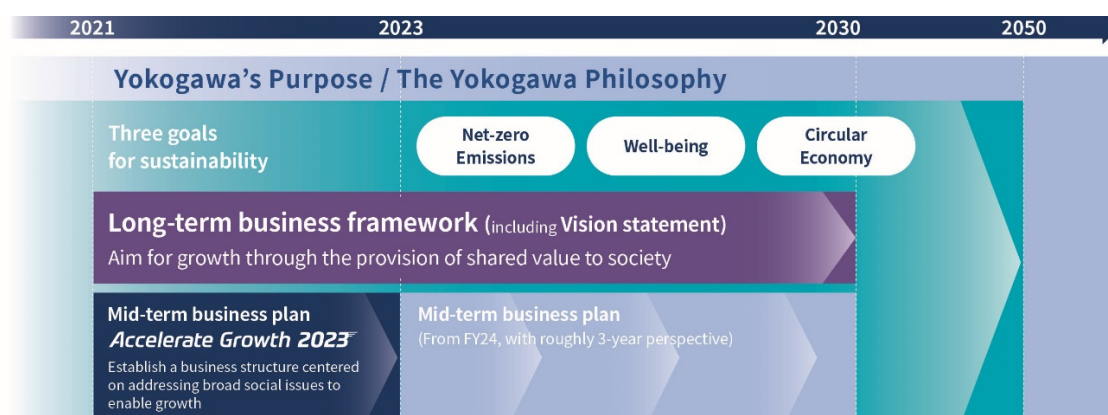 2021 2023 2030 2050
Yokogawa's Purpose / The Yokogawa Philosophy
Three goals
for sustainability
Net-zero
Emissions
Well-being
Circular
Economy
Long-term business framework (including Vision statement)
Aim for growth through the provision of shared value to society
Mid-term business plan
Accelerate Growth 2023
Establish a business structure centered
on addressing broad social issues to
enable growth
Mid-term business plan
(From FY24, with roughly 3-year perspective)